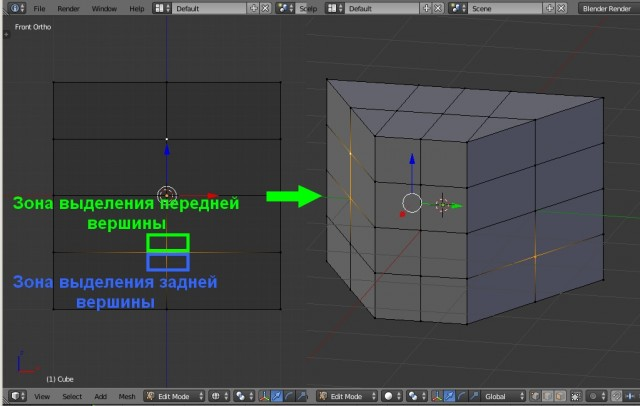 File Render Window Help Default Sculp Default Scene Blender Render
Front Ortho
Зона выделения передней
вершины
Зона выделения задней
вершины
(1) Cube
View Select Add Mesh Edit Mode Edit Mode Global